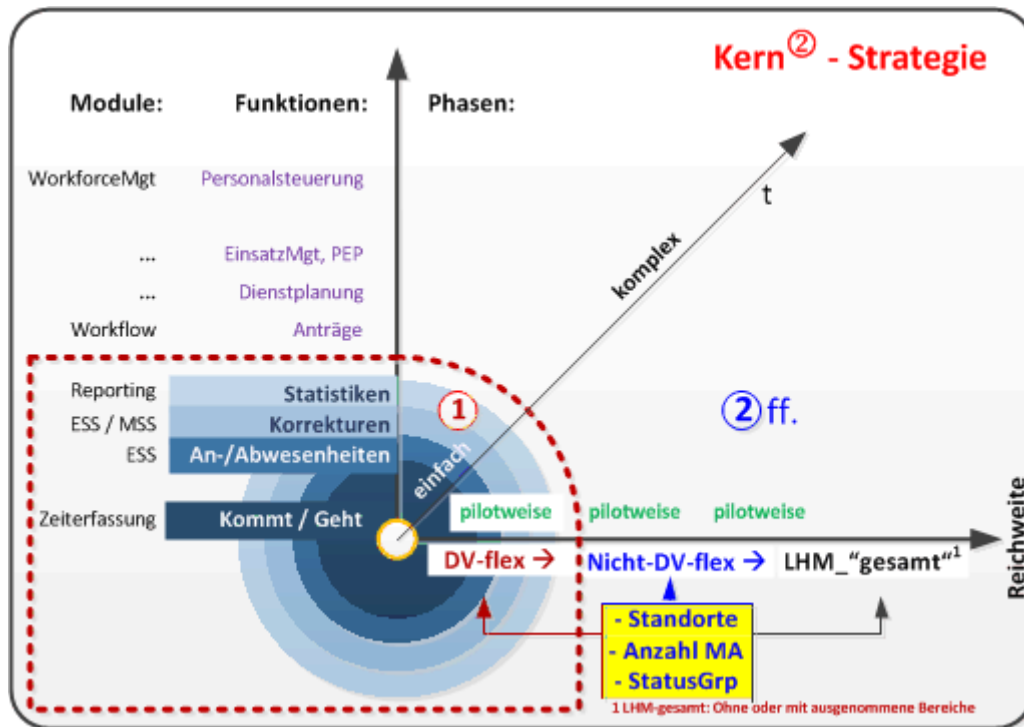 Kern② - Strategie
Module: Funktionen: Phasen:
WorkforceMgt Personalsteuerung
t
komplex
... EinsatzMgt, PEP
... Dienstplanung
Workflow Anträge
Reporting Statistiken
① ② ff.
ESS / MSS Korrekturen
ESS An-/Abwesenheiten
einfach
Zeiterfassung Kommt / Geht
pilotweise pilotweise pilotweise
Reichweite
DV-flex → Nicht-DV-flex → LHM_“gesamt“¹
- Standorte
- Anzahl MA
- StatusGrp
1 LHM-gesamt: Ohne oder mit ausgenommene Bereiche